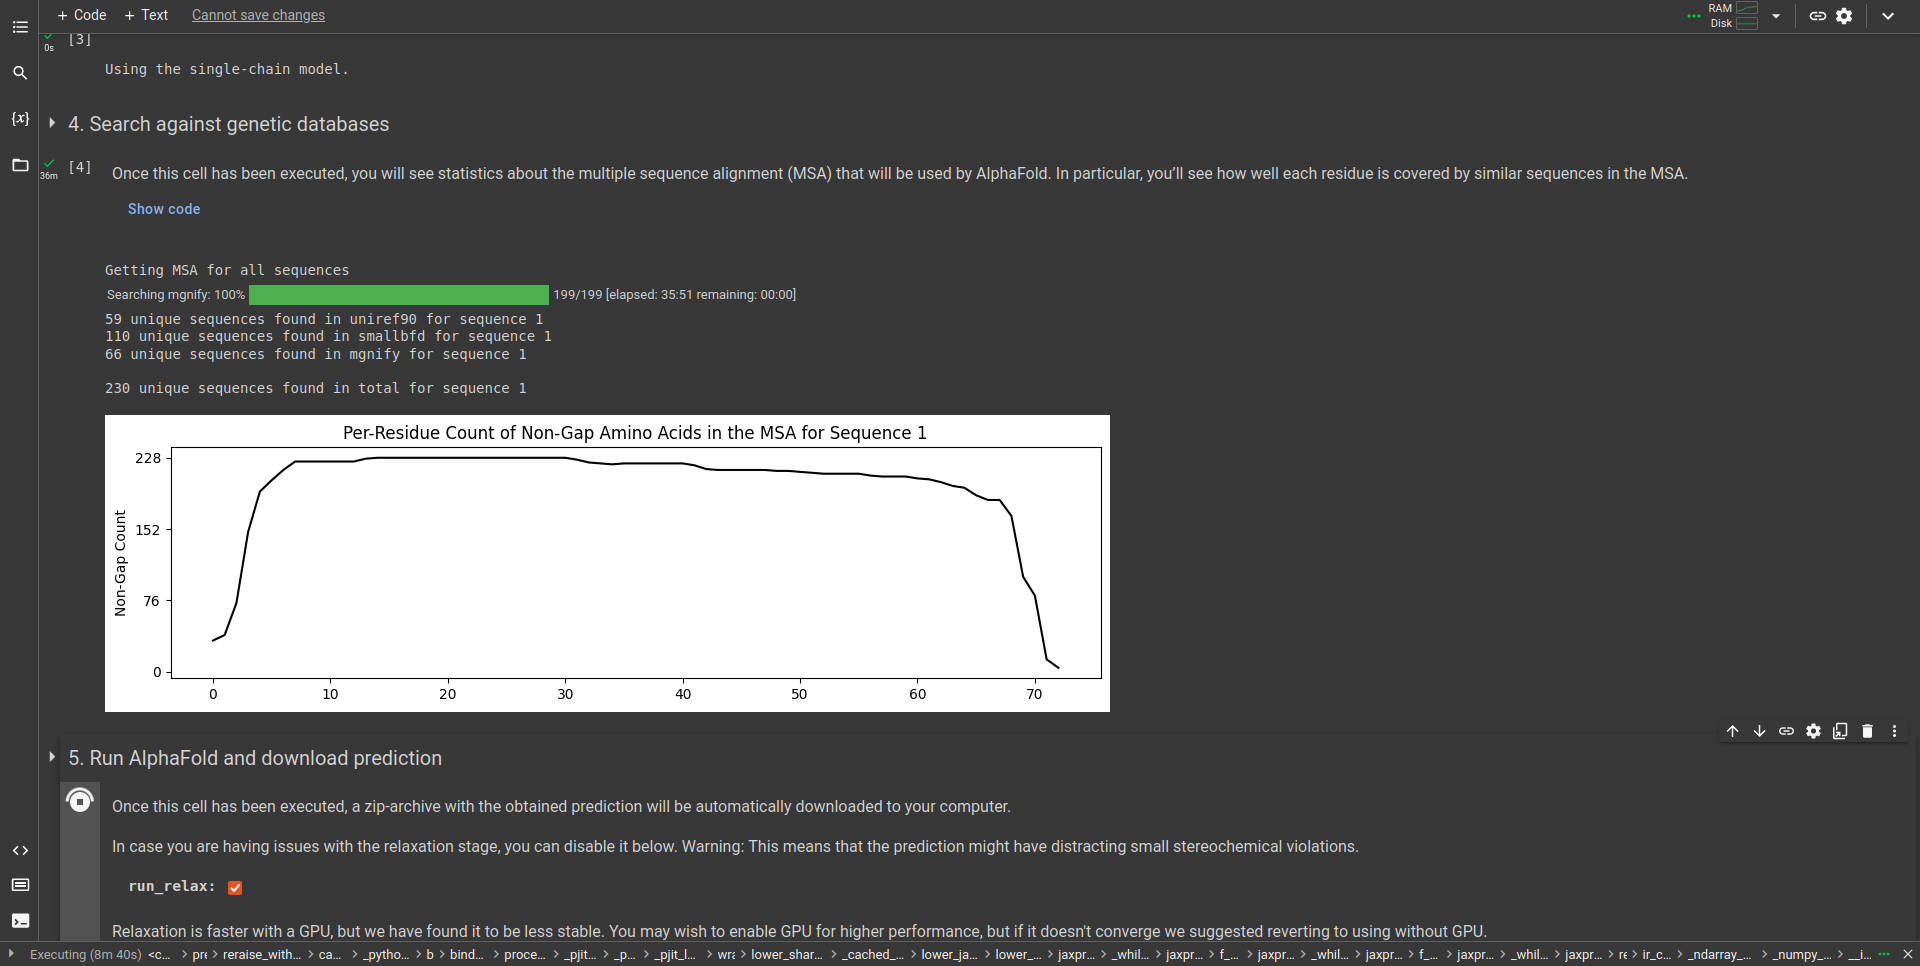 + Code + Text Cannot save changes
RAM
Disk
[3]
0s
Using the single-chain model.
4. Search against genetic databases
[4]
36m
Once this cell has been executed, you will see statistics about the multiple sequence alignment (MSA) that will be used by AlphaFold. In particular, you’ll see how well each residue is covered by similar sequences in the MSA.
Show code
Getting MSA for all sequences
Searching mgnify: 100% 199/199 [elapsed: 35:51 remaining: 00:00]
59 unique sequences found in uniref90 for sequence 1
110 unique sequences found in smallbfd for sequence 1
66 unique sequences found in mgnify for sequence 1
230 unique sequences found in total for sequence 1
Per-Residue Count of Non-Gap Amino Acids in the MSA for Sequence 1
Non-Gap Count
228
152
76
0
0 10 20 30 40 50 60 70
5. Run AlphaFold and download prediction
Once this cell has been executed, a zip-archive with the obtained prediction will be automatically downloaded to your computer.
In case you are having issues with the relaxation stage, you can disable it below. Warning: This means that the prediction might have distracting small stereochemical violations.
run_relax:
Relaxation is faster with a GPU, but we have found it to be less stable. You may wish to enable GPU for higher performance, but if it doesn't converge we suggested reverting to using without GPU.
Executing (8m 40s) <c... > pre > reraise_with... > ca... > _pytho... > b > bind... > proce... > _pjit... > _p... > _pjit_l... > wra > lower_shar... > _cached_... > lower_ja... > lower_... > jaxpr... > _whil... > jaxpr... > f_... > jaxpr... > _whil... > jaxpr... > f_... > jaxpr... > _whil... > jaxpr... > re > ir_c... > _ndarray_... > _numpy_... > __i...